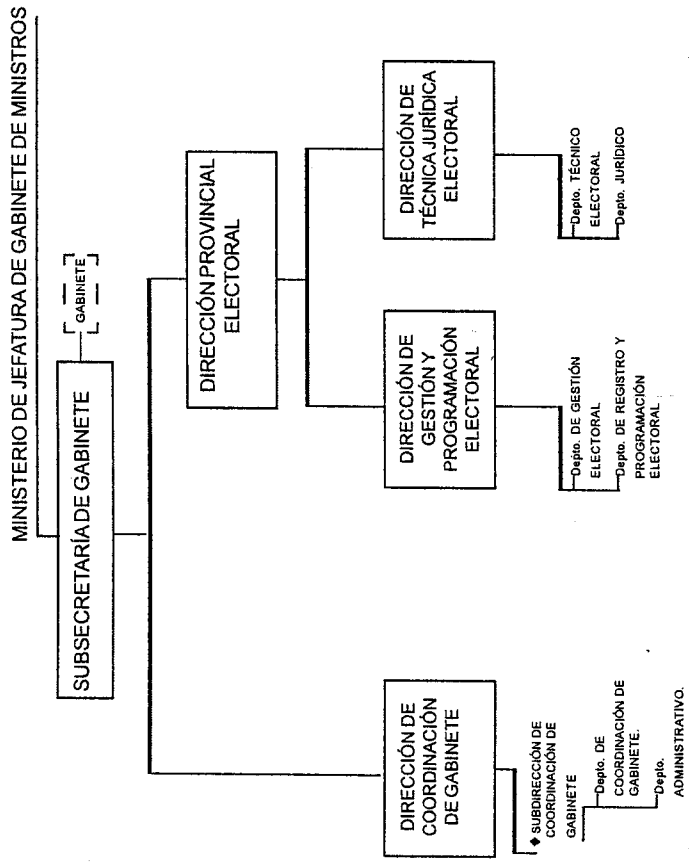 MINISTERIO DE JEFATURA DE GABINETE DE MINISTROS
SUBSECRETARÍA DE GABINETE
GABINETE
DIRECCIÓN PROVINCIAL
ELECTORAL
DIRECCIÓN DE
COORDINACIÓN
DE GABINETE
DIRECCIÓN DE
GESTIÓN Y
PROGRAMACIÓN
ELECTORAL
DIRECCIÓN DE
TÉCNICA JURÍDICA
ELECTORAL
◆ SUBDIRECCIÓN DE
COORDINACIÓN DE
GABINETE
Depto. DE
COORDINACIÓN DE
GABINETE.
Depto.
ADMINISTRATIVO.
Depto. DE GESTIÓN
ELECTORAL
Depto. DE REGISTRO Y
PROGRAMACIÓN
ELECTORAL
Depto. TÉCNICO
ELECTORAL
Depto. JURÍDICO